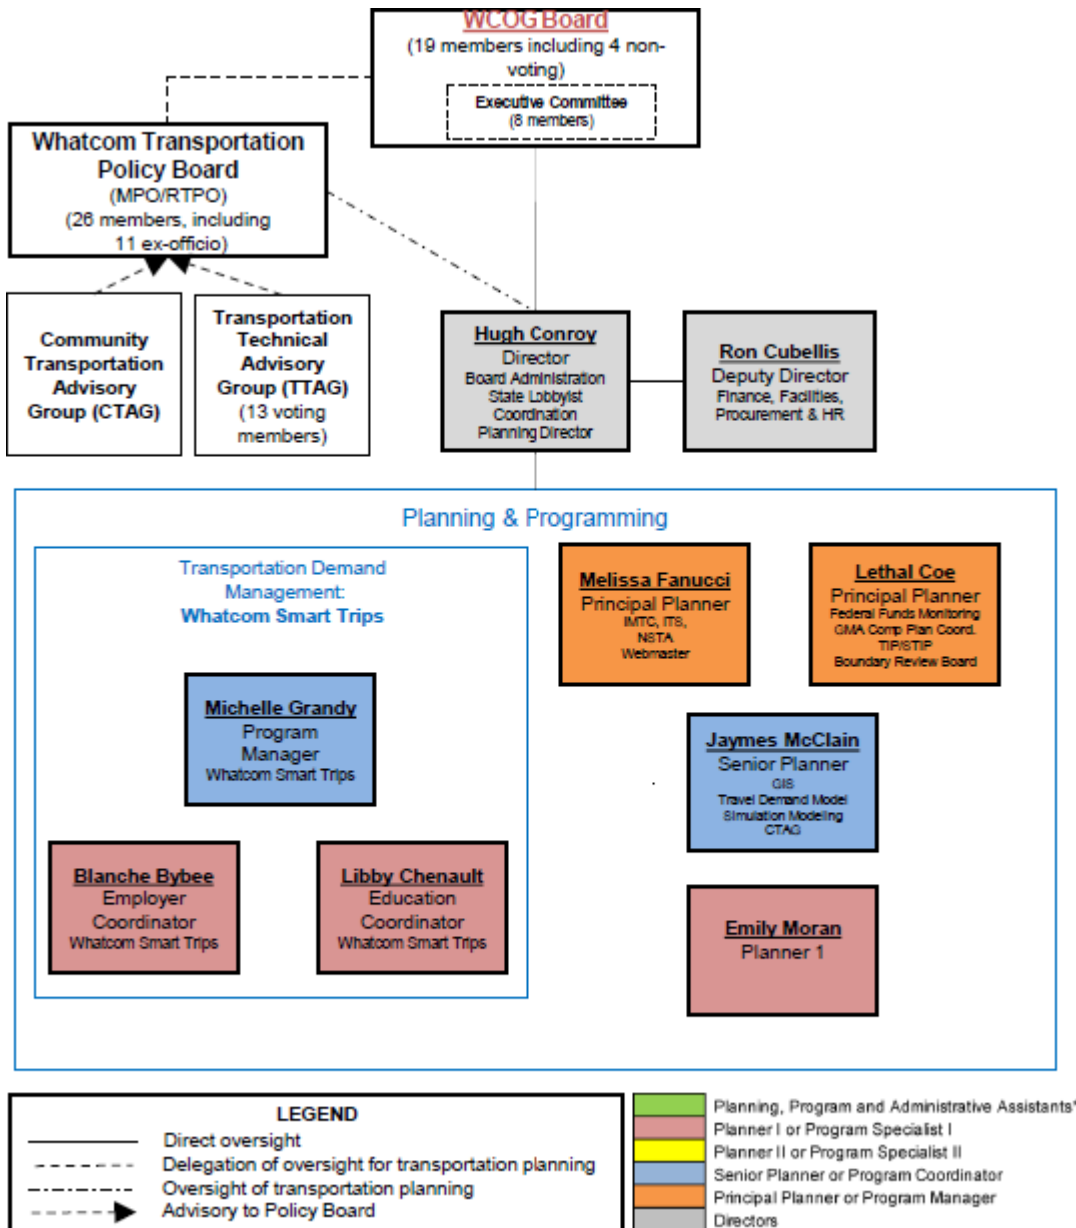 WCOG Board
(19 members including 4 non-
voting)
Executive Committee
(8 members)
Whatcom Transportation
Policy Board
(MPO/RTPO)
(26 members, including
11 ex-officio)
Community
Transportation
Advisory
Group (CTAG)
Transportation
Technical
Advisory
Group (TTAG)
(13 voting
members)
Hugh Conroy
Director
Board Administration
State Lobbyist
Coordination
Planning Director
Ron Cubellis
Deputy Director
Finance, Facilities,
Procurement & HR
Planning & Programming
Transportation Demand
Management:
Whatcom Smart Trips
Michelle Grandy
Program
Manager
Whatcom Smart Trips
Blanche Bybee
Employer
Coordinator
Whatcom Smart Trips
Libby Chenault
Education
Coordinator
Whatcom Smart Trips
Melissa Fanucci
Principal Planner
IMTC, ITS,
NSTA
Webmaster
Lethal Coe
Principal Planner
Federal Funds Monitoring
GMA Comp Plan Coord.
TIP/STIP
Boundary Review Board
Jaymes McClain
Senior Planner
GIS
Travel Demand Model
Simulation Modeling
CTAG
Emily Moran
Planner 1
LEGEND
Direct oversight
Delegation of oversight for transportation planning
Oversight of transportation planning
Advisory to Policy Board
Planning, Program and Administrative Assistants*
Planner I or Program Specialist I
Planner II or Program Specialist II
Senior Planner or Program Coordinator
Principal Planner or Program Manager
Directors